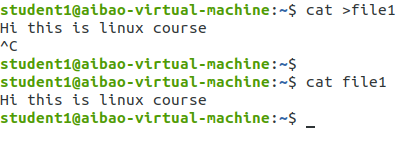 student1@aibao-virtual-machine:~$ cat >file1
Hi this is linux course
^C
student1@aibao-virtual-machine:~$
student1@aibao-virtual-machine:~$ cat file1
Hi this is linux course
student1@aibao-virtual-machine:~$ _